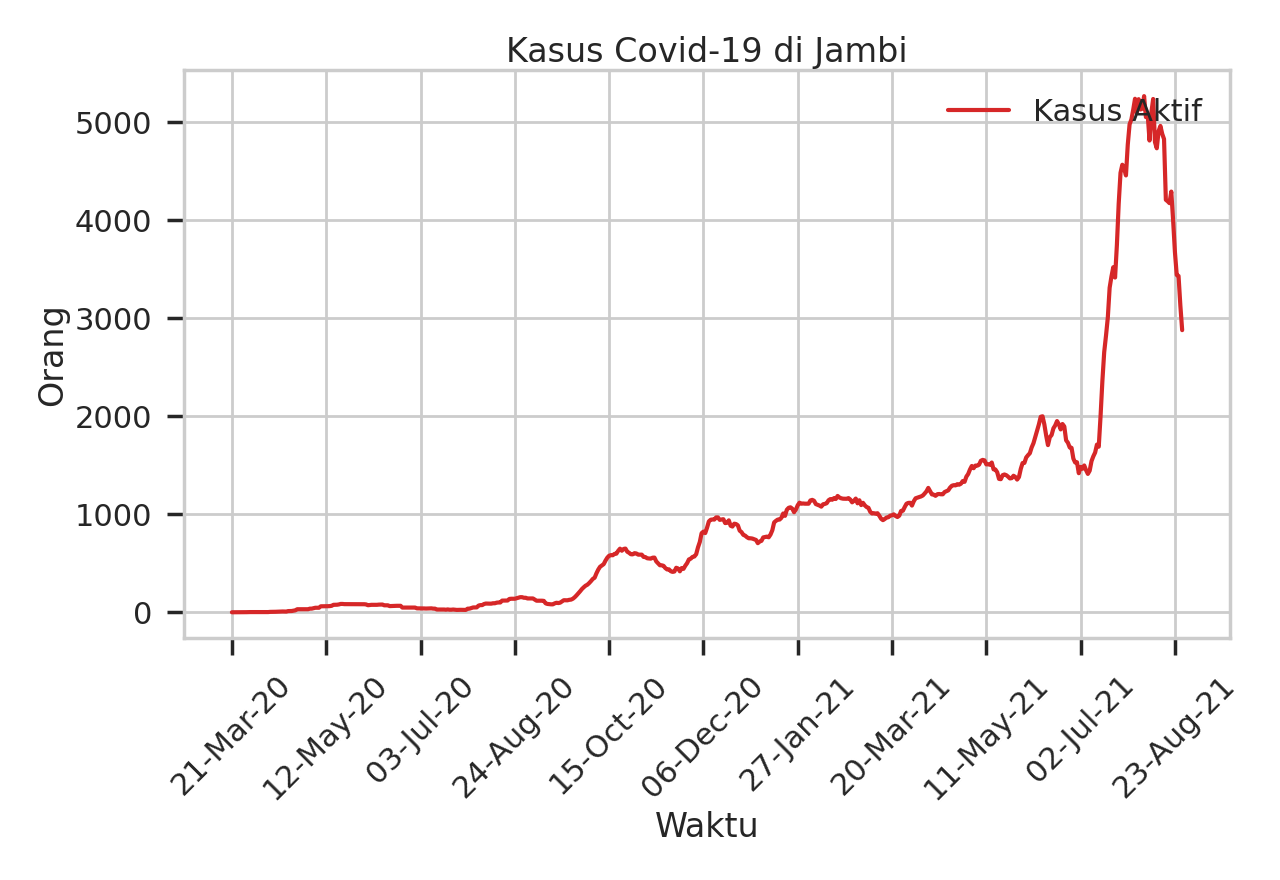 Kasus Covid-19 di Jambi
Kasus Aktif
5000
4000
3000
2000
1000
0
Orang
21-Mar-20
12-May-20
03-Jul-20
24-Aug-20
15-Oct-20
06-Dec-20
27-Jan-21
20-Mar-21
11-May-21
02-Jul-21
23-Aug-21
Waktu